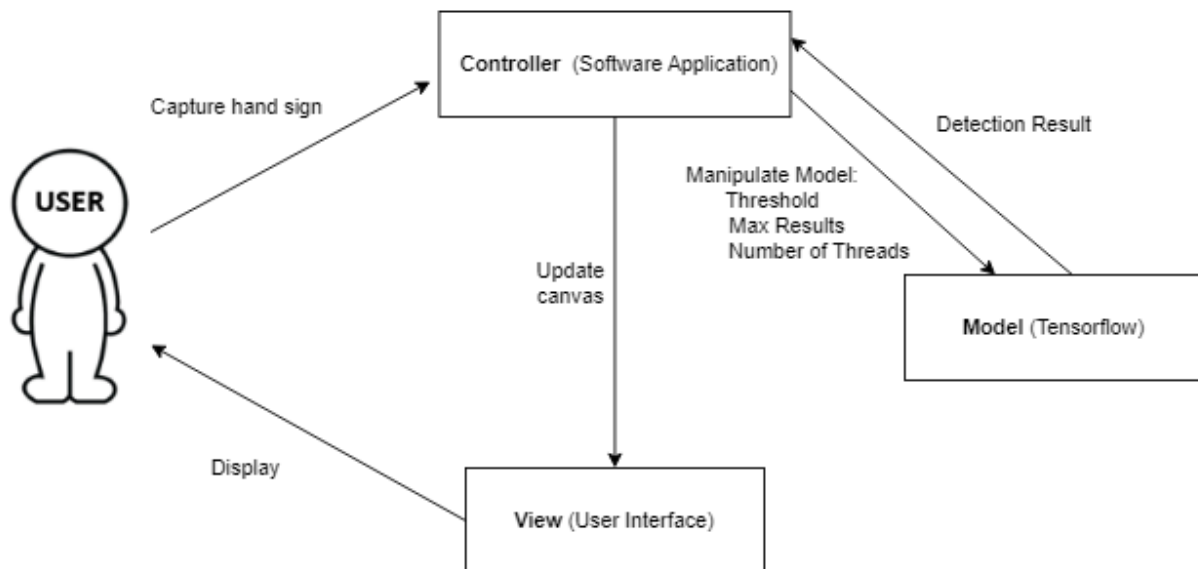 Controller (Software Application)
Capture hand sign
Detection Result
Manipulate Model:
Threshold
Max Results
Number of Threads
USER
Update
canvas
Model (Tensorflow)
Display
View (User Interface)